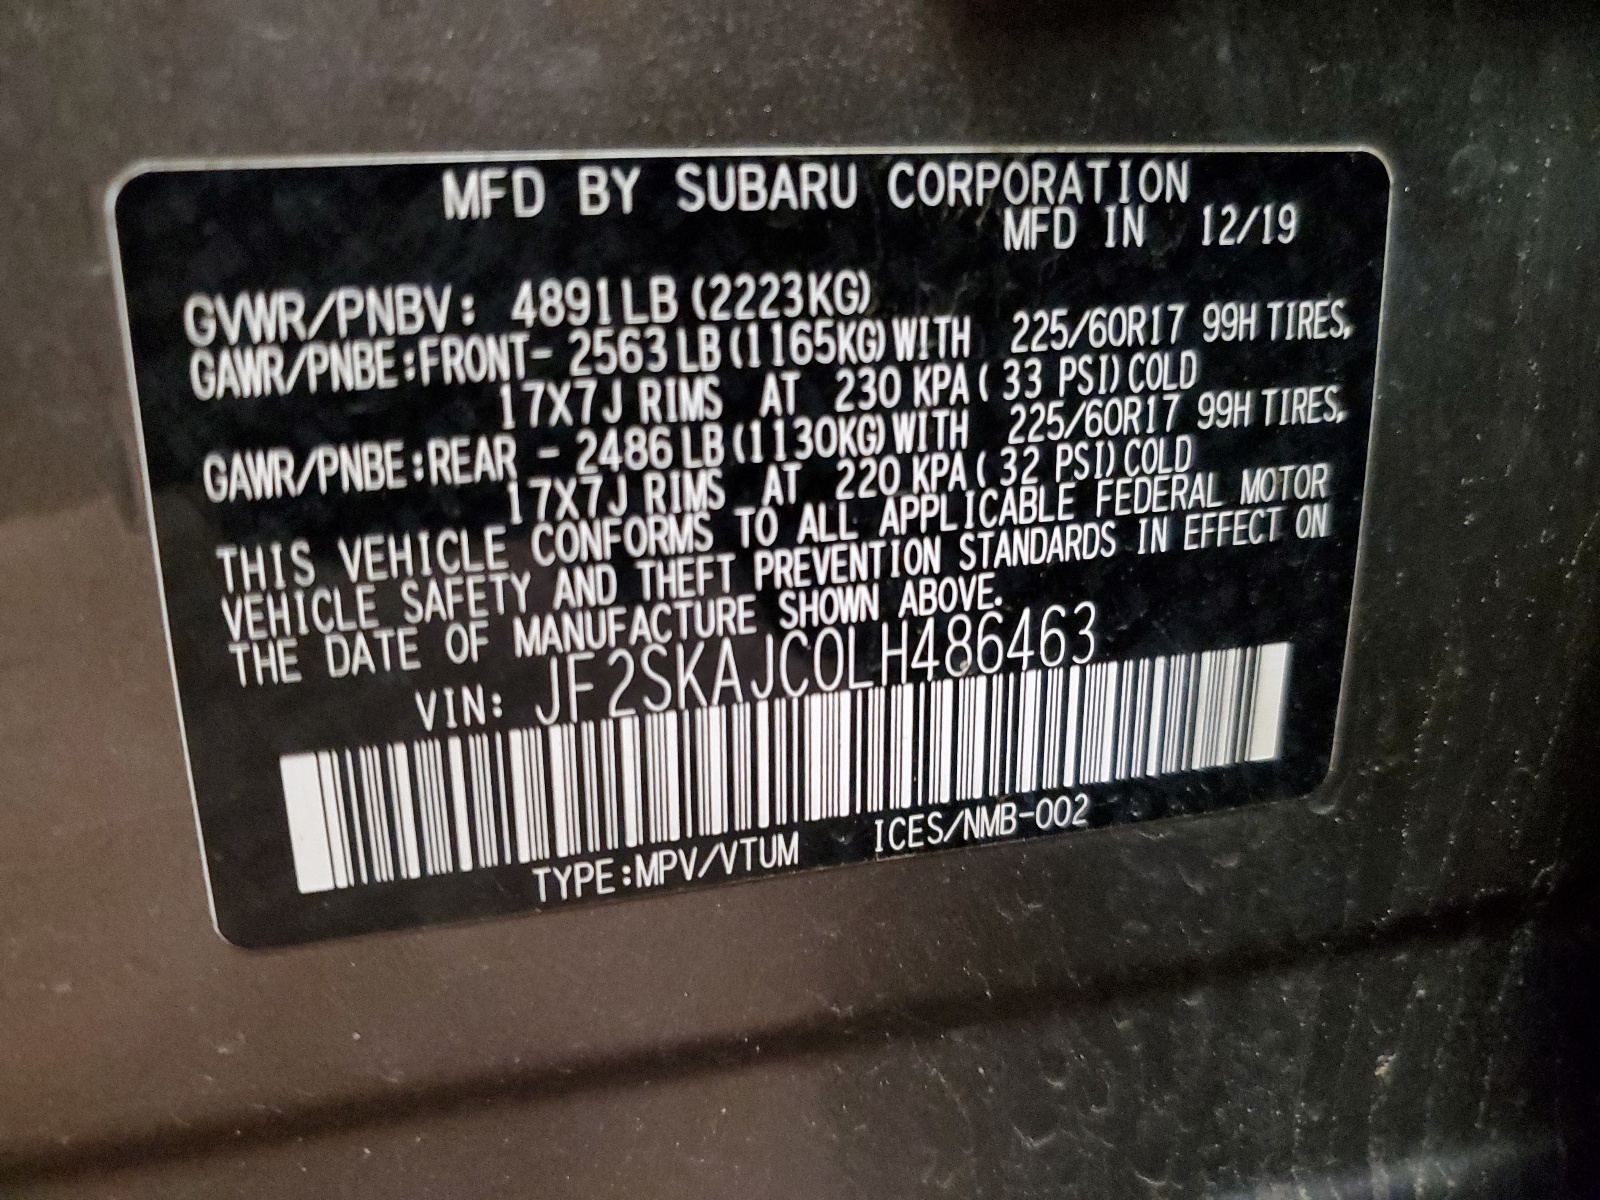 MFD BY SUBARU CORPORATION
MFD IN 12/19
GVWR/PNBV: 4891LB (2223KG)
GAWR/PNBE:FRONT- 2563 LB (1165KG) WITH 225/60R17 99H TIRES,
17X7J RIMS AT 230 KPA ( 33 PSI) COLD
GAWR/PNBE:REAR - 2486 LB (1130KG) WITH 225/60R17 99H TIRES,
17X7J RIMS AT 220 KPA ( 32 PSI) COLD
THIS VEHICLE CONFORMS TO ALL APPLICABLE FEDERAL MOTOR
VEHICLE SAFETY AND THEFT PREVENTION STANDARDS IN EFFECT ON
THE DATE OF MANUFACTURE SHOWN ABOVE.
VIN: JF2SKAJC0LH486463
TYPE:MPV/VTUM ICES/NMB-002